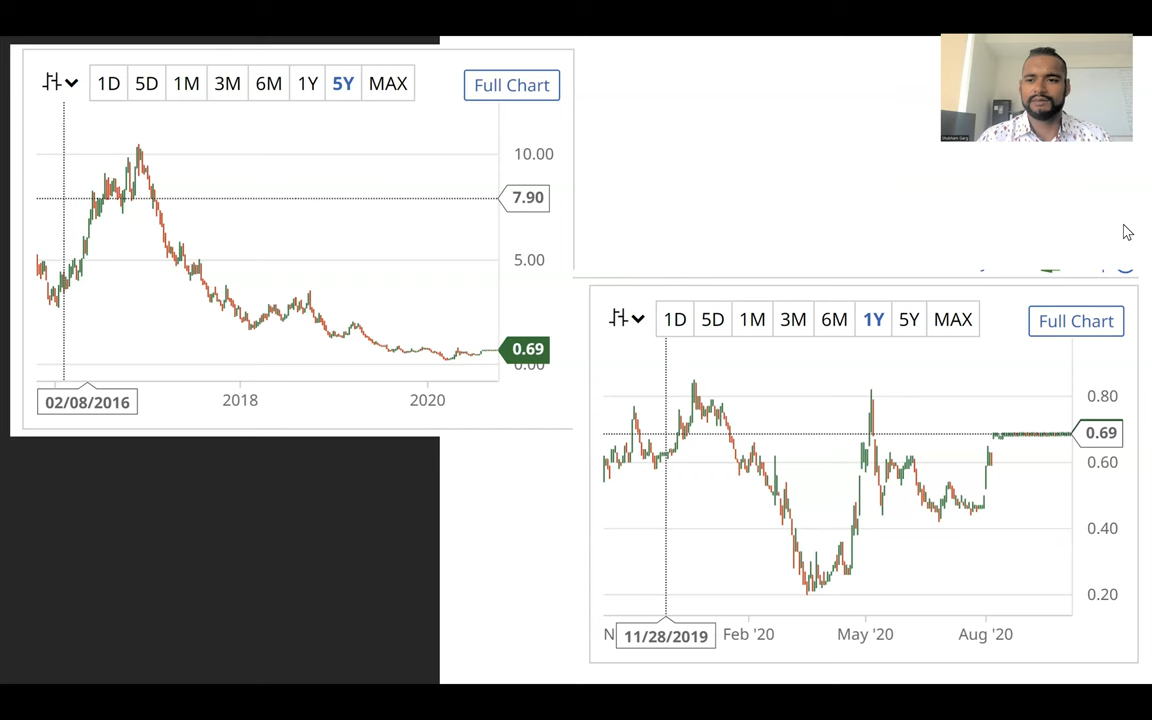 1D 5D 1M 3M 6M 1Y 5Y MAX Full Chart
10.00
7.90
5.00
0.69
0.00
02/08/2016 2018 2020
Shubham Garg
1D 5D 1M 3M 6M 1Y 5Y MAX Full Chart
0.80
0.69
0.60
0.40
0.20
N 11/28/2019 Feb '20 May '20 Aug '20